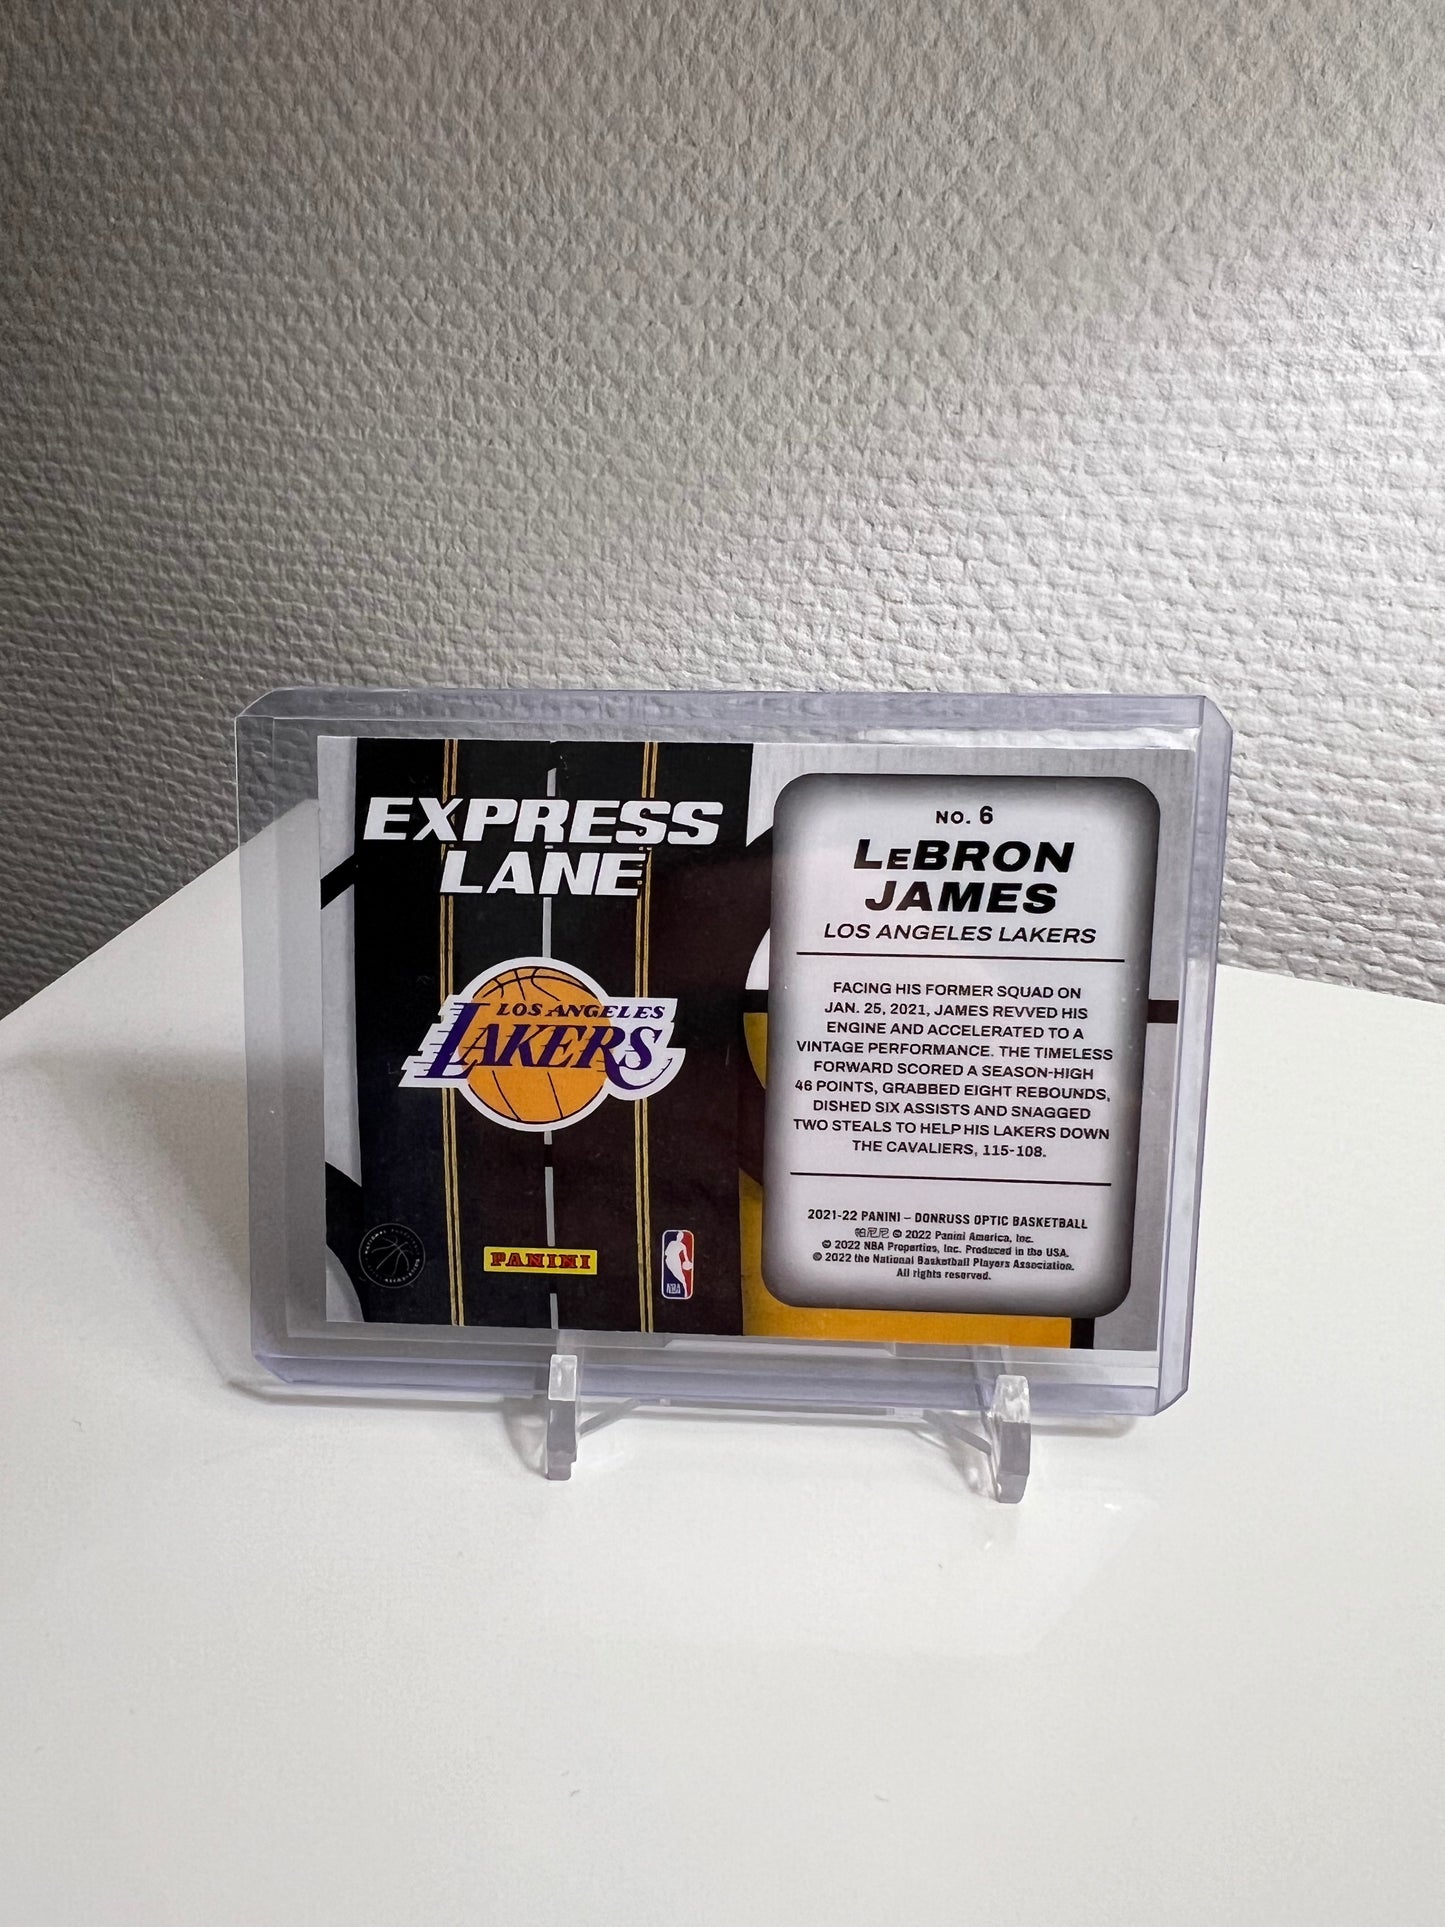 EXPRESS
LANE
LOS ANGELES
LAKERS
PANINI
NBA
NO. 6
LeBRON
JAMES
LOS ANGELES LAKERS
FACING HIS FORMER SQUAD ON
JAN. 25, 2021, JAMES REVVED HIS
ENGINE AND ACCELERATED TO A
VINTAGE PERFORMANCE. THE TIMELESS
FORWARD SCORED A SEASON-HIGH
46 POINTS, GRABBED EIGHT REBOUNDS,
DISHED SIX ASSISTS AND SNAGGED
TWO STEALS TO HELP HIS LAKERS DOWN
THE CAVALIERS, 115-108.
2021-22 PANINI – DONRUSS OPTIC BASKETBALL
帕尼尼 © 2022 Panini America, Inc.
© 2022 NBA Properties, Inc. Produced in the USA.
© 2022 the National Basketball Players Association.
All rights reserved.